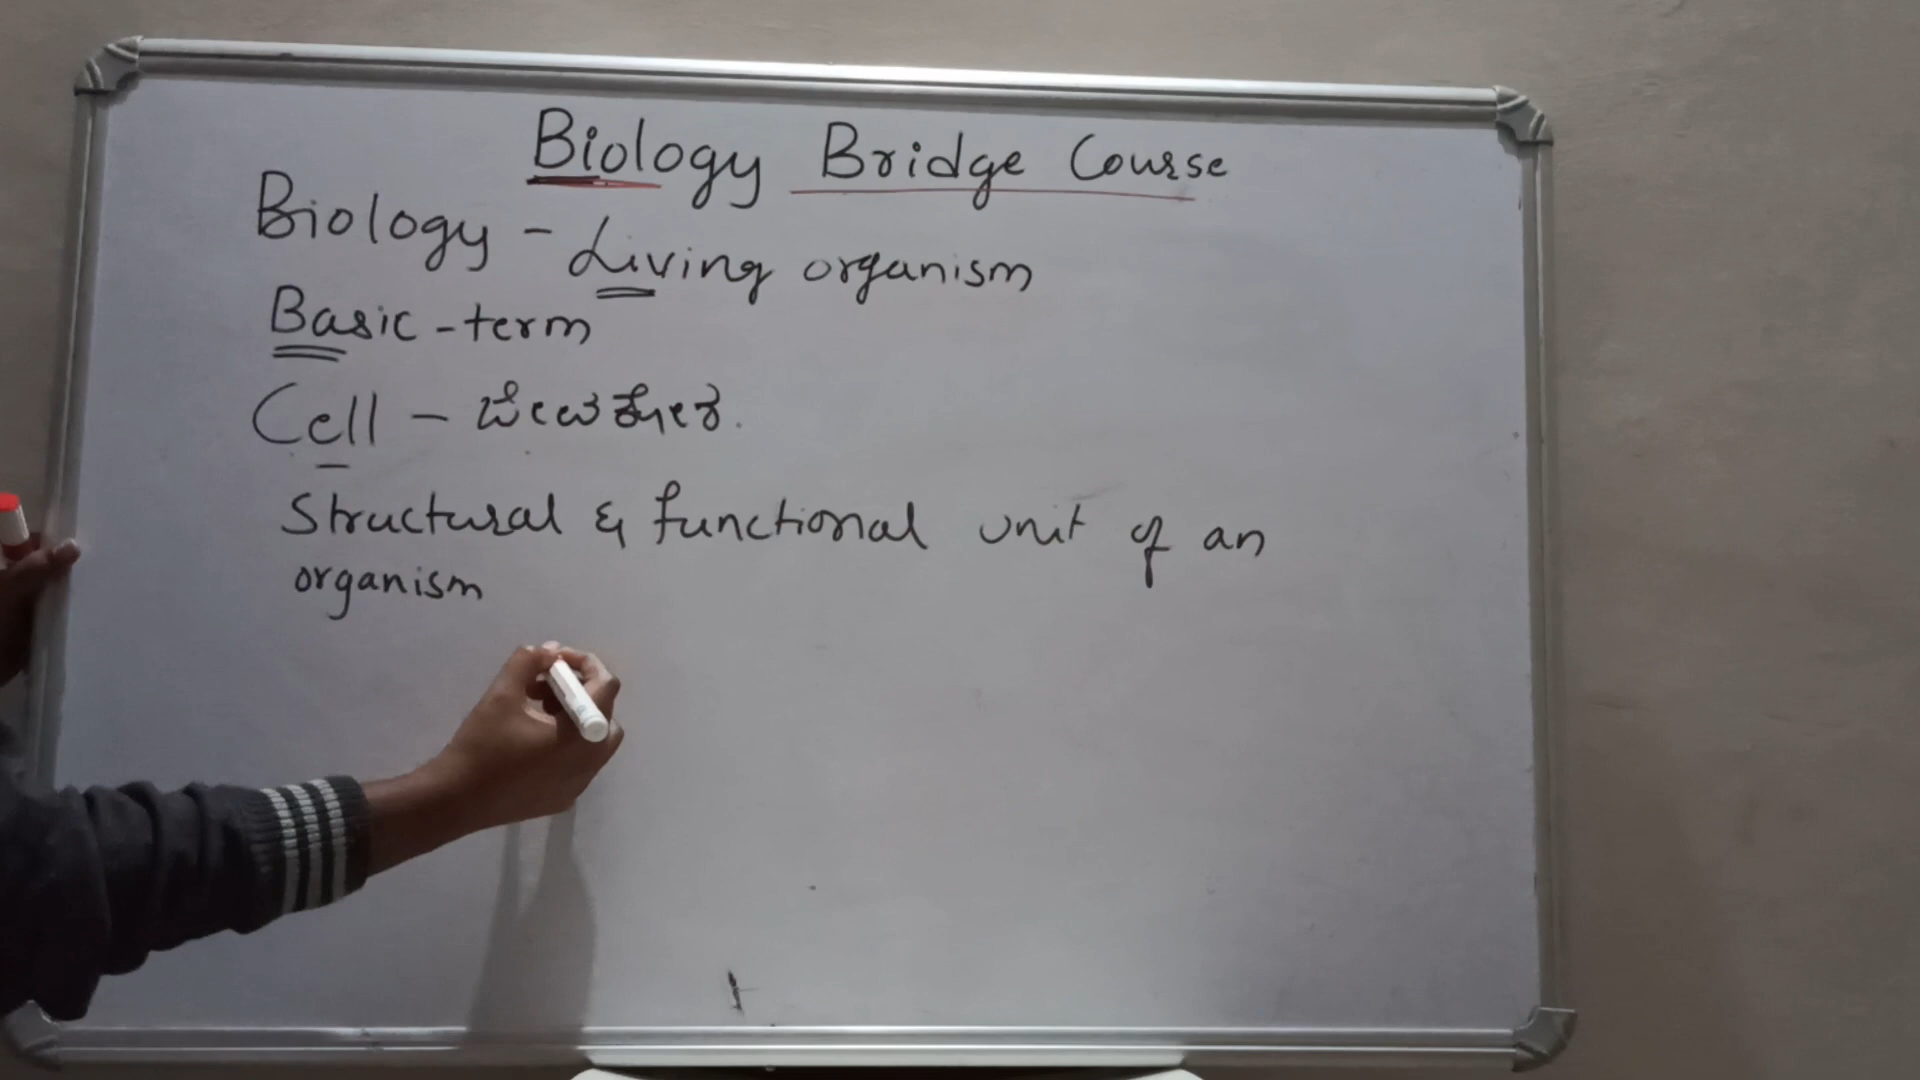 Biology Bridge Course
Biology - Living organism
Basic - term
Cell - ಜೀವಕೋಶ.
Structural & functional unit of an
organism